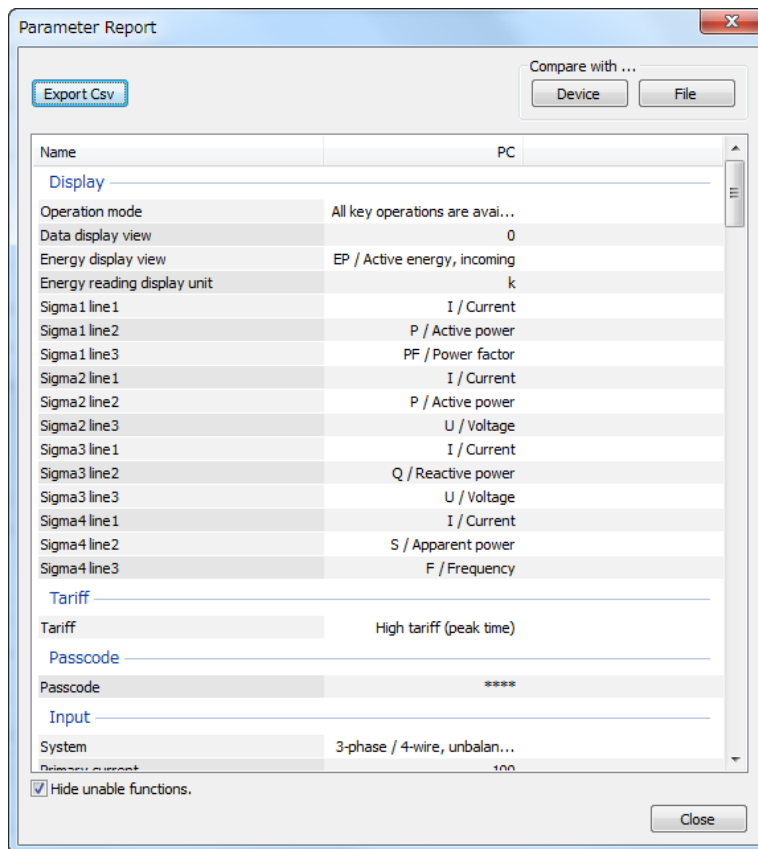 Parameter Report
Compare with ...
Export Csv Device File
Name PC
Display
Operation mode All key operations are avai...
Data display view 0
Energy display view EP / Active energy, incoming
Energy reading display unit k
Sigma1 line1 I / Current
Sigma1 line2 P / Active power
Sigma1 line3 PF / Power factor
Sigma2 line1 I / Current
Sigma2 line2 P / Active power
Sigma2 line3 U / Voltage
Sigma3 line1 I / Current
Sigma3 line2 Q / Reactive power
Sigma3 line3 U / Voltage
Sigma4 line1 I / Current
Sigma4 line2 S / Apparent power
Sigma4 line3 F / Frequency
Tariff
Tariff High tariff (peak time)
Passcode
Passcode ****
Input
System 3-phase / 4-wire, unbalan...
Primary current 100
Hide unable functions.
Close